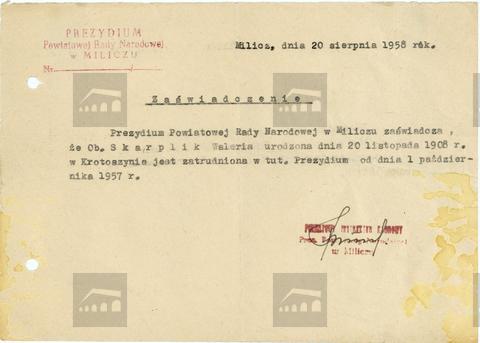 PREZYDIUM
Powiatowej Rady Narodowej
w MILICZU
Nr.
Milicz, dnia 20 sierpnia 1958 rok.
Zaświadczenie
Prezydium Powiatowej Rady Narodowej w Miliczu zaświadcza ,
że Ob. Skarplik Waleria urodzona dnia 20 listopada 1908 r.
w Krotoszynie jest zatrudniona w tut. Prezydium od dnia 1 paździer-
nika 1957 r.
w Miliczu